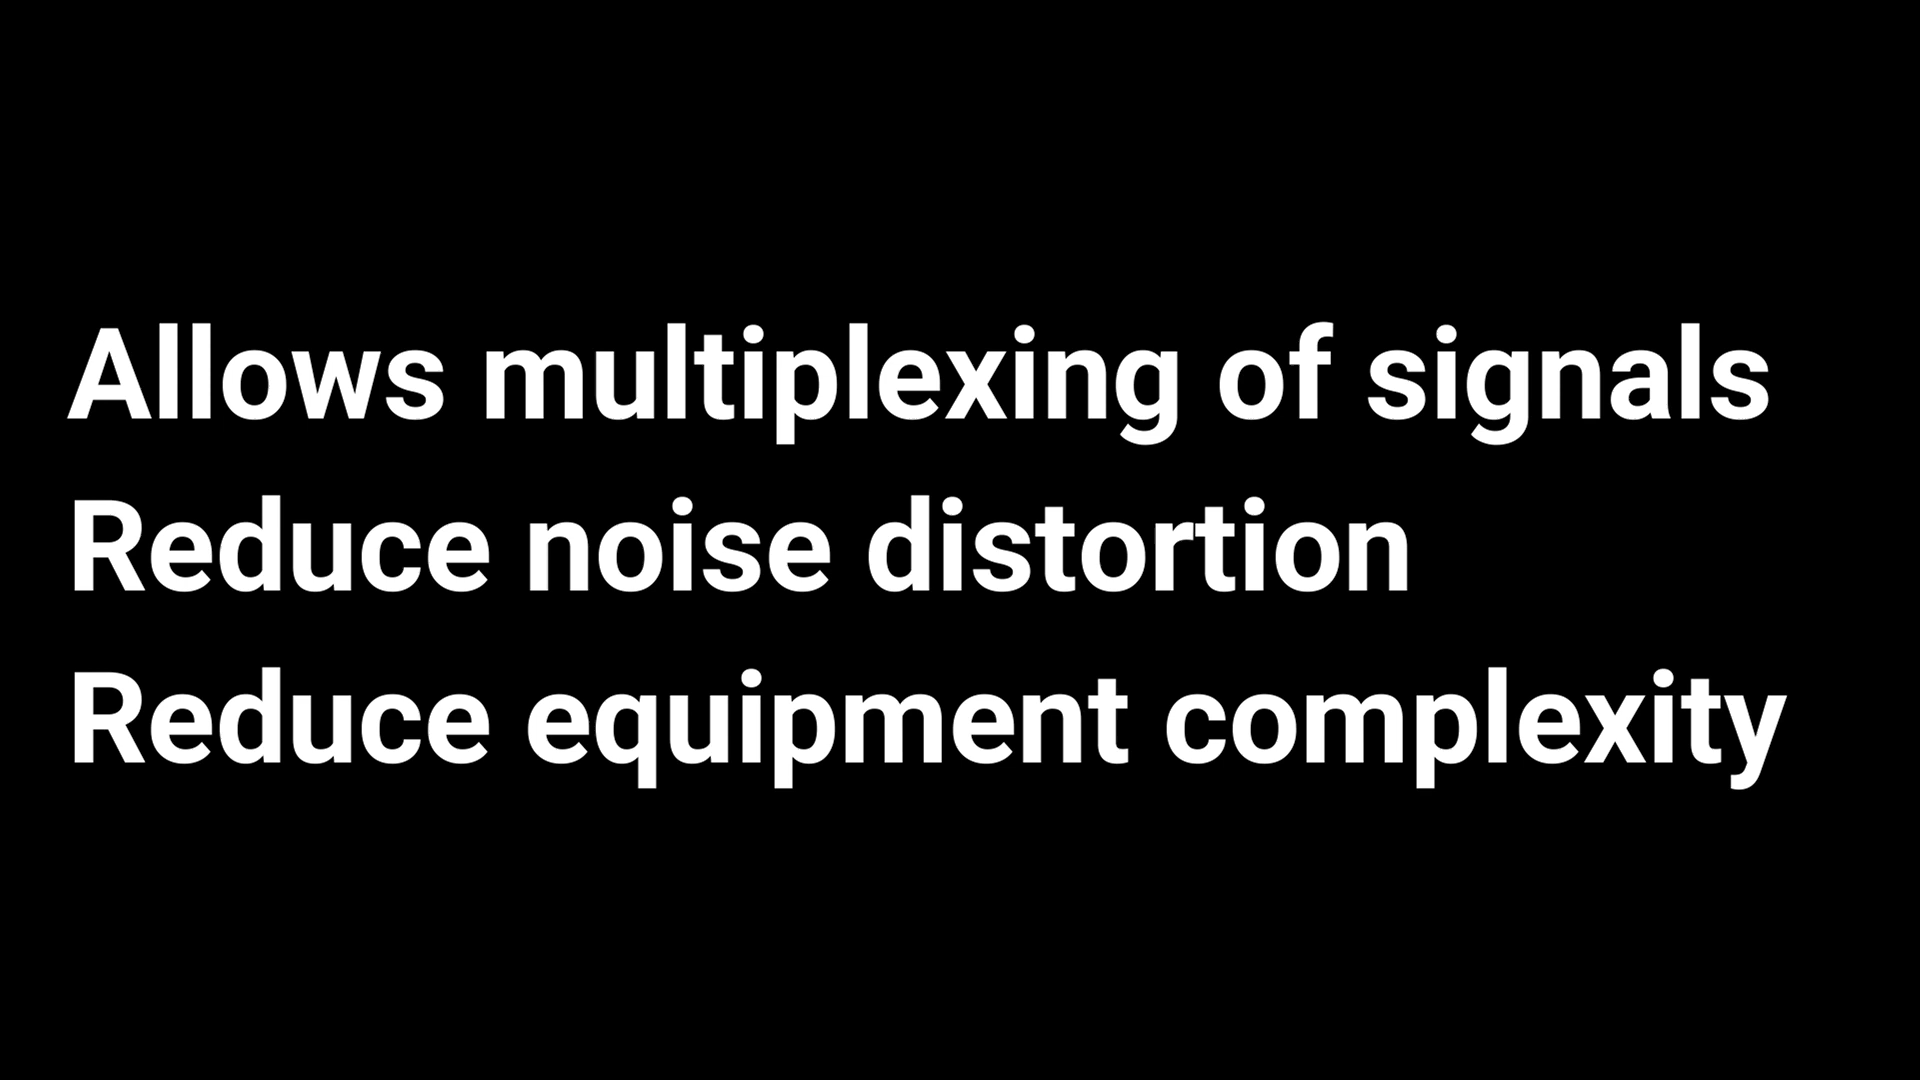 Allows multiplexing of signals
Reduce noise distortion
Reduce equipment complexity